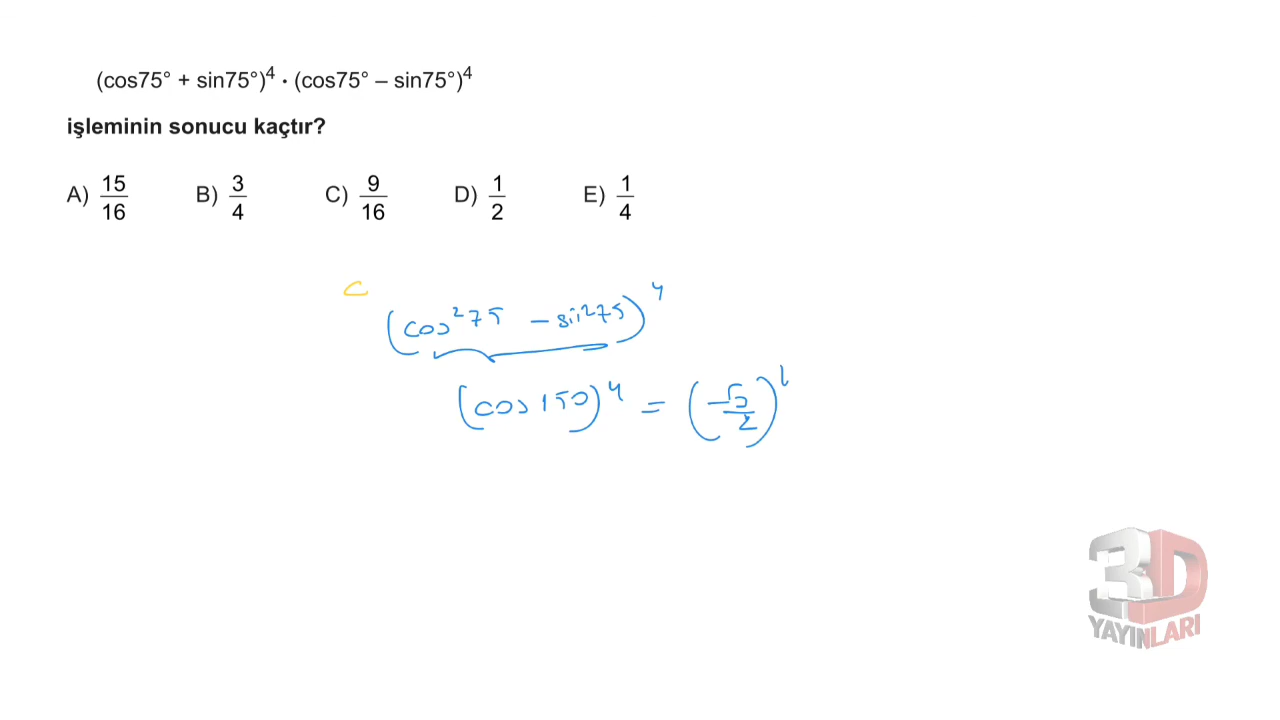 (cos75° + sin75°)⁴ · (cos75° – sin75°)⁴
işleminin sonucu kaçtır?
A) 15/16 B) 3/4 C) 9/16 D) 1/2 E) 1/4
C
(cos²75 – sin²75)⁴
(cos150)⁴ = (-√3/2)
3D
YAYINLARI